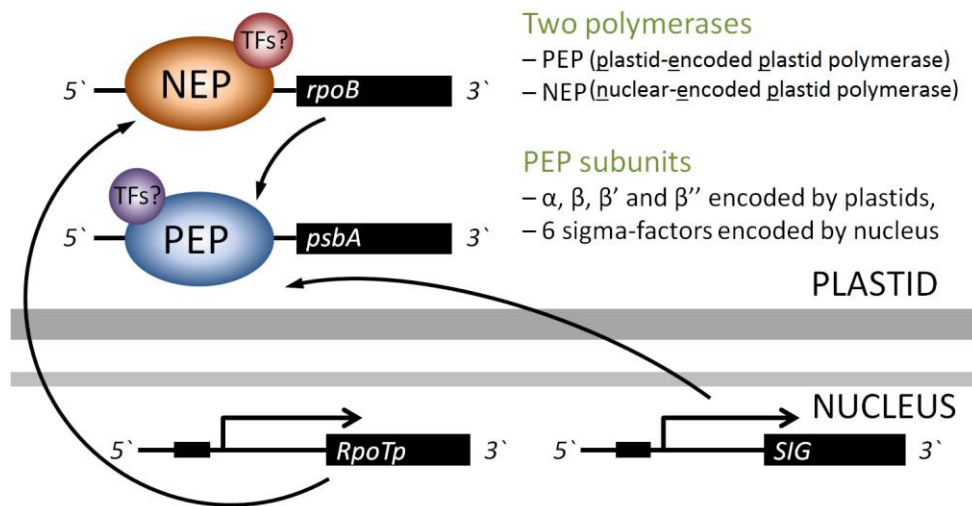 TFs?
Two polymerases
– PEP (plastid-encoded plastid polymerase)
5` NEP rpoB 3`
– NEP (nuclear-encoded plastid polymerase)
PEP subunits
TFs?
– α, β, β’ and β’’ encoded by plastids,
5` PEP psbA 3`
– 6 sigma-factors encoded by nucleus
PLASTID
NUCLEUS
5` RpoTp 3`
5` SIG 3`